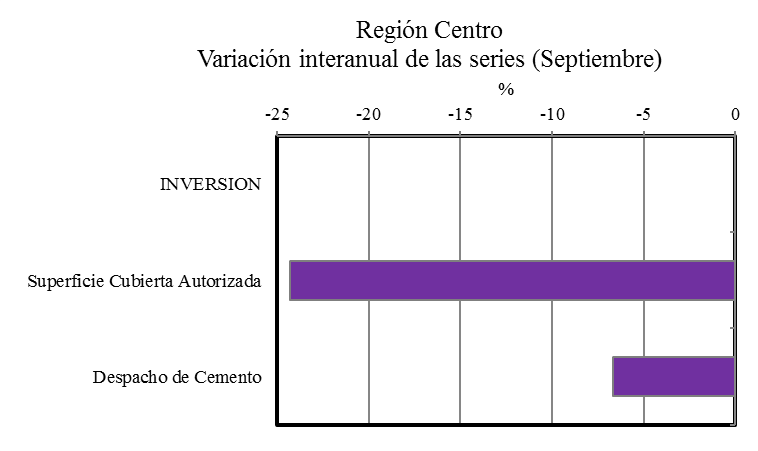 Región Centro
Variación interanual de las series (Septiembre)
%
-25 -20 -15 -10 -5 0
INVERSION
Superficie Cubierta Autorizada
Despacho de Cemento